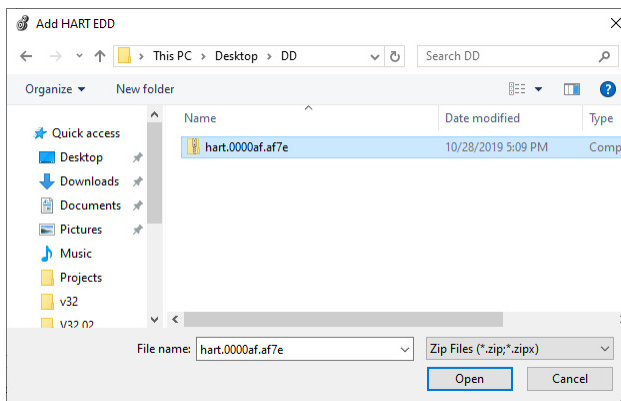 Add HART EDD
This PC > Desktop > DD
Search DD
Organize
New folder
?
Name
Date modified
Type
Quick access
hart.0000af.af7e
10/28/2019 5:09 PM
Comp
Desktop
Downloads
Documents
Pictures
Music
Projects
v32
V32.02
File name:
hart.0000af.af7e
Zip Files (*.zip;*.zipx)
Open
Cancel